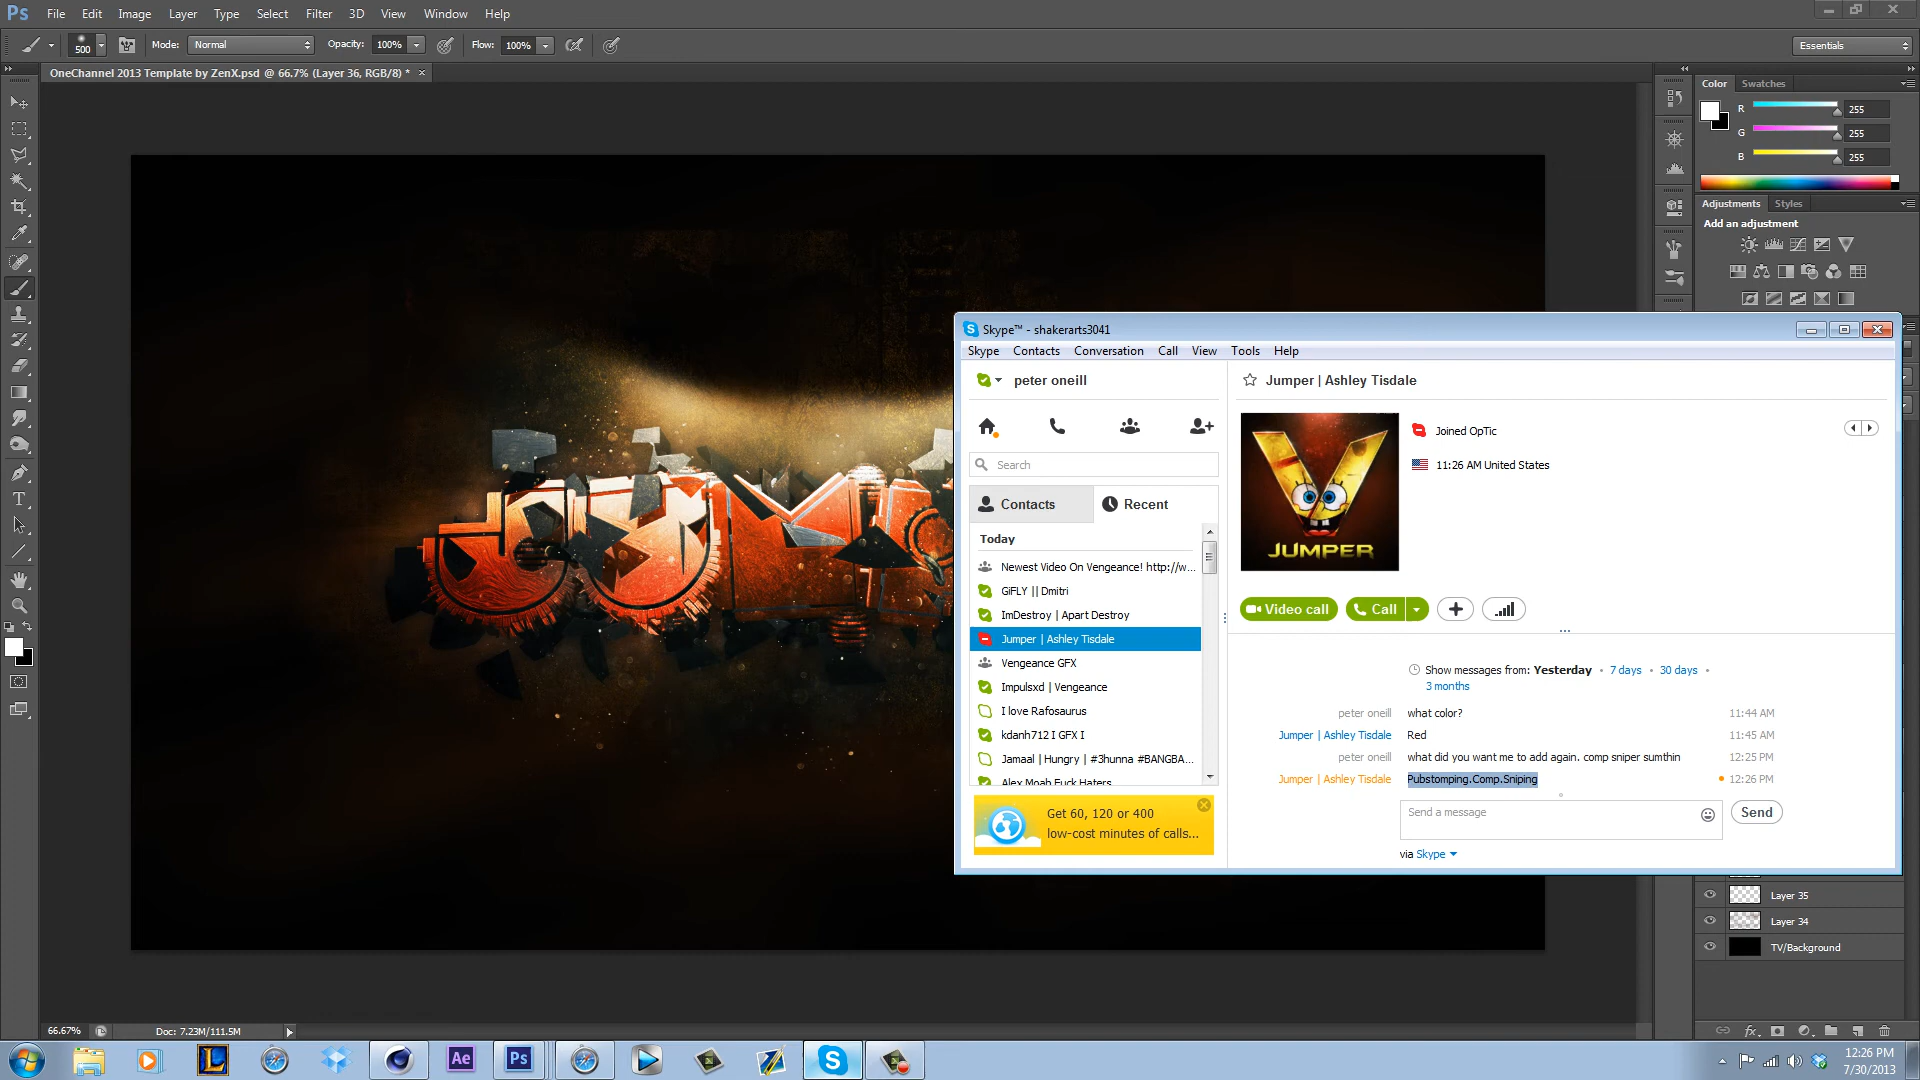 Ps File Edit Image Layer Type Select Filter 3D View Window Help
500 Mode: Normal Opacity: 100% Flow: 100% Essentials
OneChannel 2013 Template by ZenX.psd @ 66.7% (Layer 36, RGB/8) * ×
Color Swatches
R 255
G 255
B 255
Adjustments Styles
Add an adjustment
Skype™ - shakerarts3041
Skype Contacts Conversation Call View Tools Help
peter oneill
Jumper | Ashley Tisdale
JUMPER
Joined OpTic
11:26 AM United States
Search
Contacts Recent
Today
Newest Video On Vengeance! http://w...
GiFLY || Dmitri
ImDestroy | Apart Destroy
Jumper | Ashley Tisdale
Vengeance GFX
Impulsxd | Vengeance
I love Rafosaurus
kdanh712 I GFX I
Jamaal | Hungry | #3hunna #BANGBA...
Alex Moah Fuck Haters
Get 60, 120 or 400
low-cost minutes of calls...
Video call Call
Show messages from: Yesterday • 7 days • 30 days •
3 months
peter oneill what color? 11:44 AM
Jumper | Ashley Tisdale Red 11:45 AM
peter oneill what did you want me to add again. comp sniper sumthin 12:25 PM
Jumper | Ashley Tisdale Pubstomping.Comp.Sniping 12:26 PM
Send a message Send
via Skype
Layer 35
Layer 34
TV/Background
66.67% Doc: 7.23M/111.5M
fx
L Ae Ps S
12:26 PM
7/30/2013